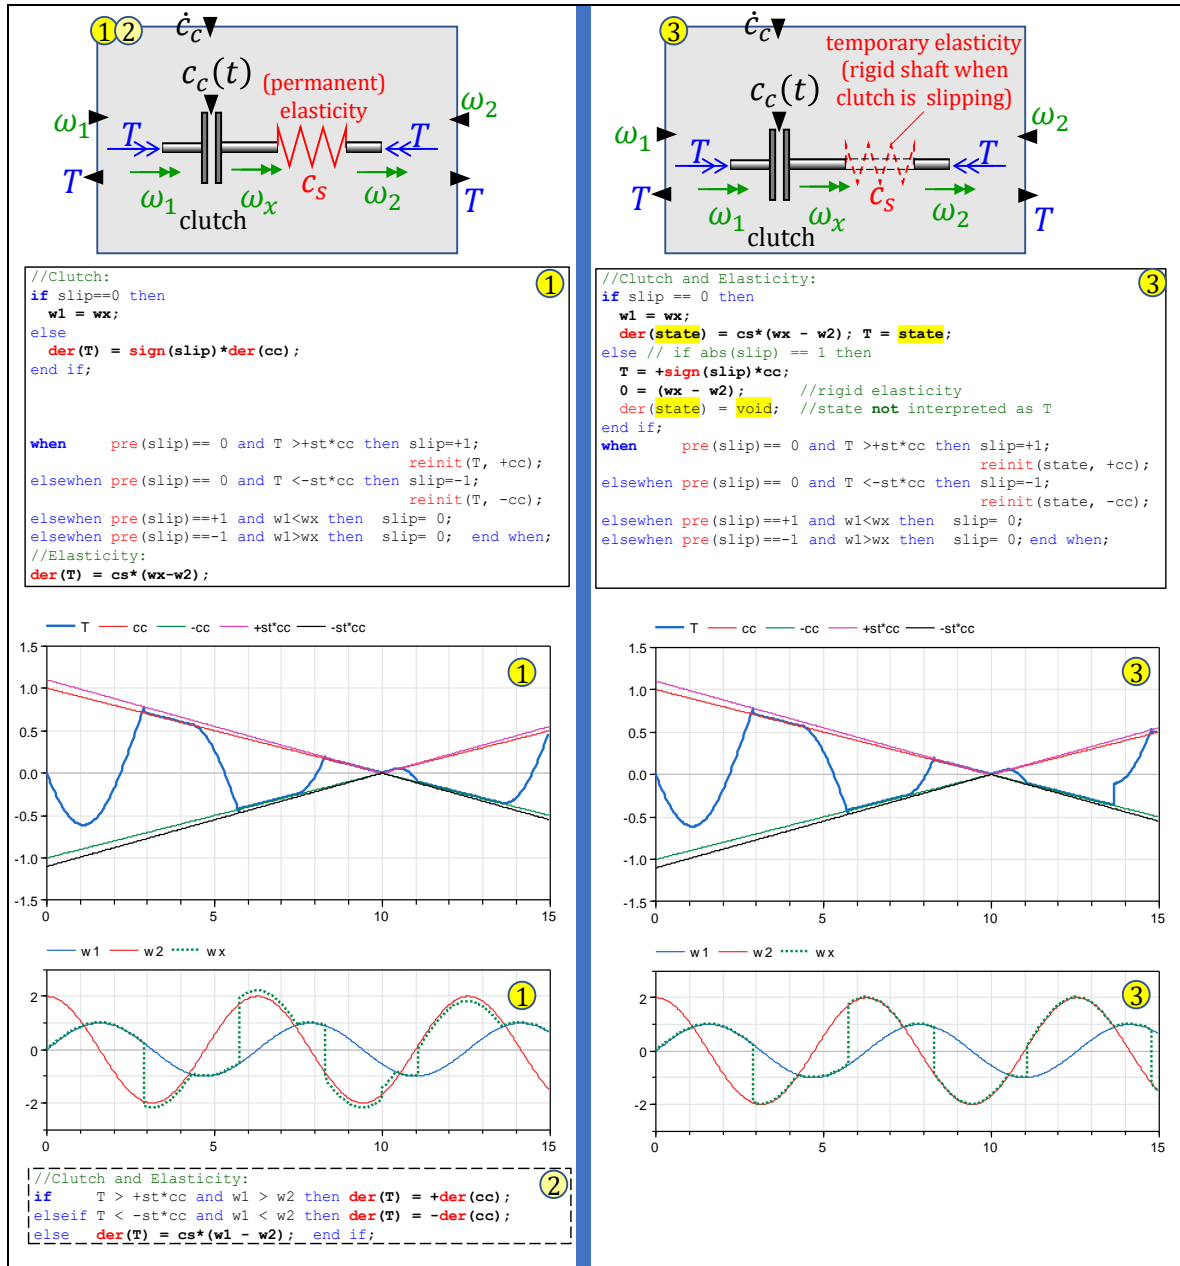 1 2
ċ_c
c_c(t)
(permanent)
elasticity
ω₁
ω₂
T
T
T
T
ω₁
ω_x
c_s
ω₂
clutch
//Clutch:
1
if slip==0 then
w1 = wx;
else
der(T) = sign(slip)*der(cc);
end if;
when pre(slip)== 0 and T >+st*cc then slip=+1;
reinit(T, +cc);
elsewhen pre(slip)== 0 and T <-st*cc then slip=-1;
reinit(T, -cc);
elsewhen pre(slip)==+1 and w1<wx then slip= 0;
elsewhen pre(slip)==-1 and w1>wx then slip= 0; end when;
//Elasticity:
der(T) = cs*(wx-w2);
T cc -cc +st*cc -st*cc
1
1.5
1.0
0.5
0.0
-0.5
-1.0
-1.5
0 5 10 15
w1 w2 wx
1
2
0
-2
0 5 10 15
//Clutch and Elasticity:
2
if T > +st*cc and w1 > w2 then der(T) = +der(cc);
elseif T < -st*cc and w1 < w2 then der(T) = -der(cc);
else der(T) = cs*(w1 - w2); end if;
3
ċ_c
temporary elasticity
(rigid shaft when
clutch is slipping)
c_c(t)
ω₁
ω₂
T
T
T
T
ω₁
ω_x
c_s
ω₂
clutch
//Clutch and Elasticity:
3
if slip == 0 then
w1 = wx;
der(state) = cs*(wx - w2); T = state;
else // if abs(slip) == 1 then
T = +sign(slip)*cc;
0 = (wx - w2); //rigid elasticity
der(state) = void; //state not interpreted as T
end if;
when pre(slip)== 0 and T >+st*cc then slip=+1;
reinit(state, +cc);
elsewhen pre(slip)== 0 and T <-st*cc then slip=-1;
reinit(state, -cc);
elsewhen pre(slip)==+1 and w1<wx then slip= 0;
elsewhen pre(slip)==-1 and w1>wx then slip= 0; end when;
T cc -cc +st*cc -st*cc
3
1.5
1.0
0.5
0.0
-0.5
-1.0
-1.5
0 5 10 15
w1 w2 wx
3
2
0
-2
0 5 10 15